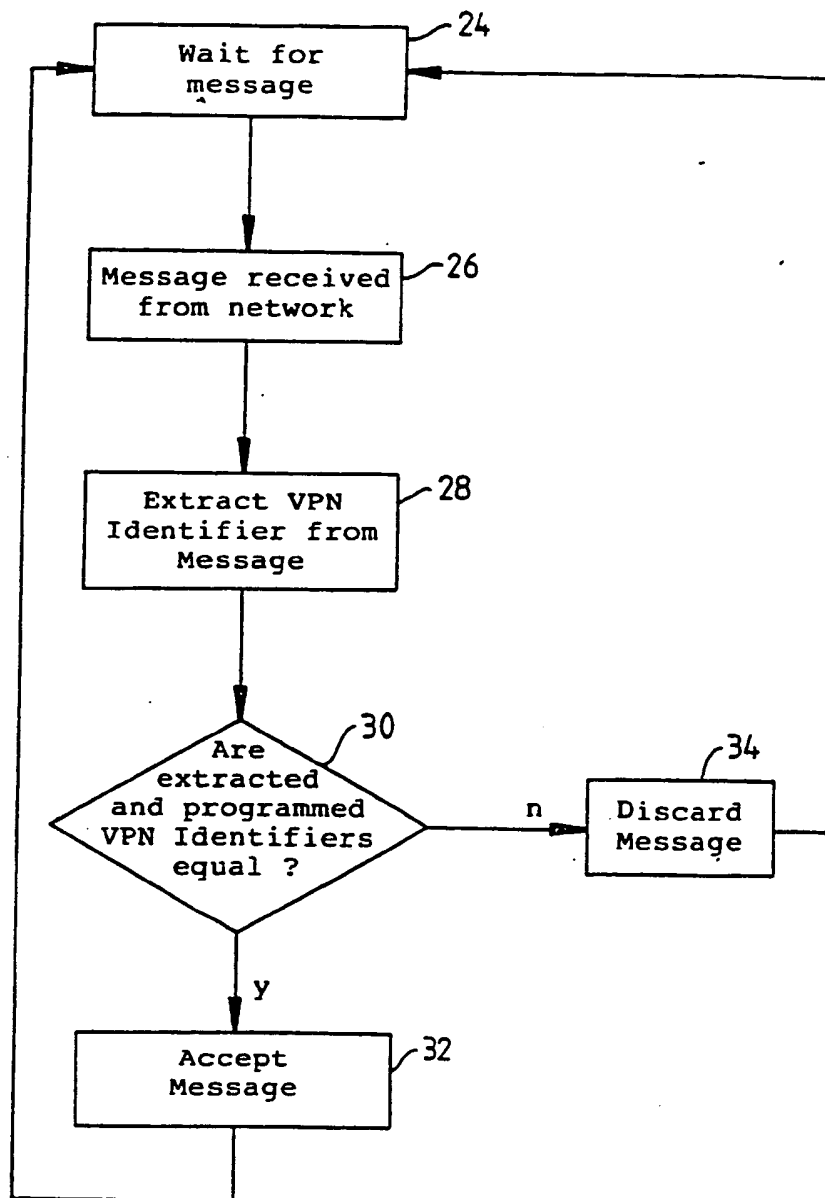 24
Wait for
message
26
Message received
from network
28
Extract VPN
Identifier from
Message
30
Are
extracted
and programmed
VPN Identifiers
equal ?
n
34
Discard
Message
y
32
Accept
Message